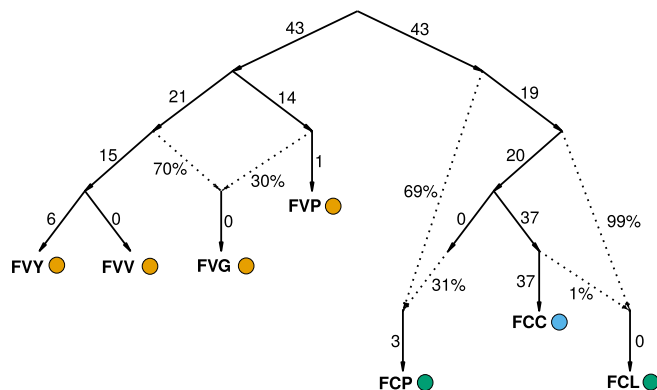 43 43
21 14 19
15 70% 30% 1 20
69% 99%
FVP
6 0 0 0 37
FVY FVV FVG
31% 37 1%
FCC
3 0
FCP FCL